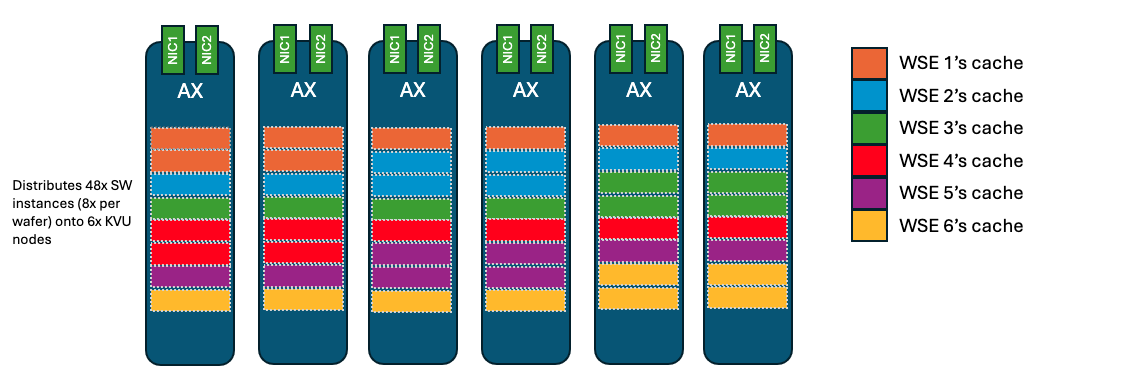 NIC1 NIC2 NIC1 NIC2 NIC1 NIC2 NIC1 NIC2 NIC1 NIC2 NIC1 NIC2
AX AX AX AX AX AX
Distributes 48x SW
instances (8x per
wafer) onto 6x KVU
nodes
WSE 1’s cache
WSE 2’s cache
WSE 3’s cache
WSE 4’s cache
WSE 5’s cache
WSE 6’s cache